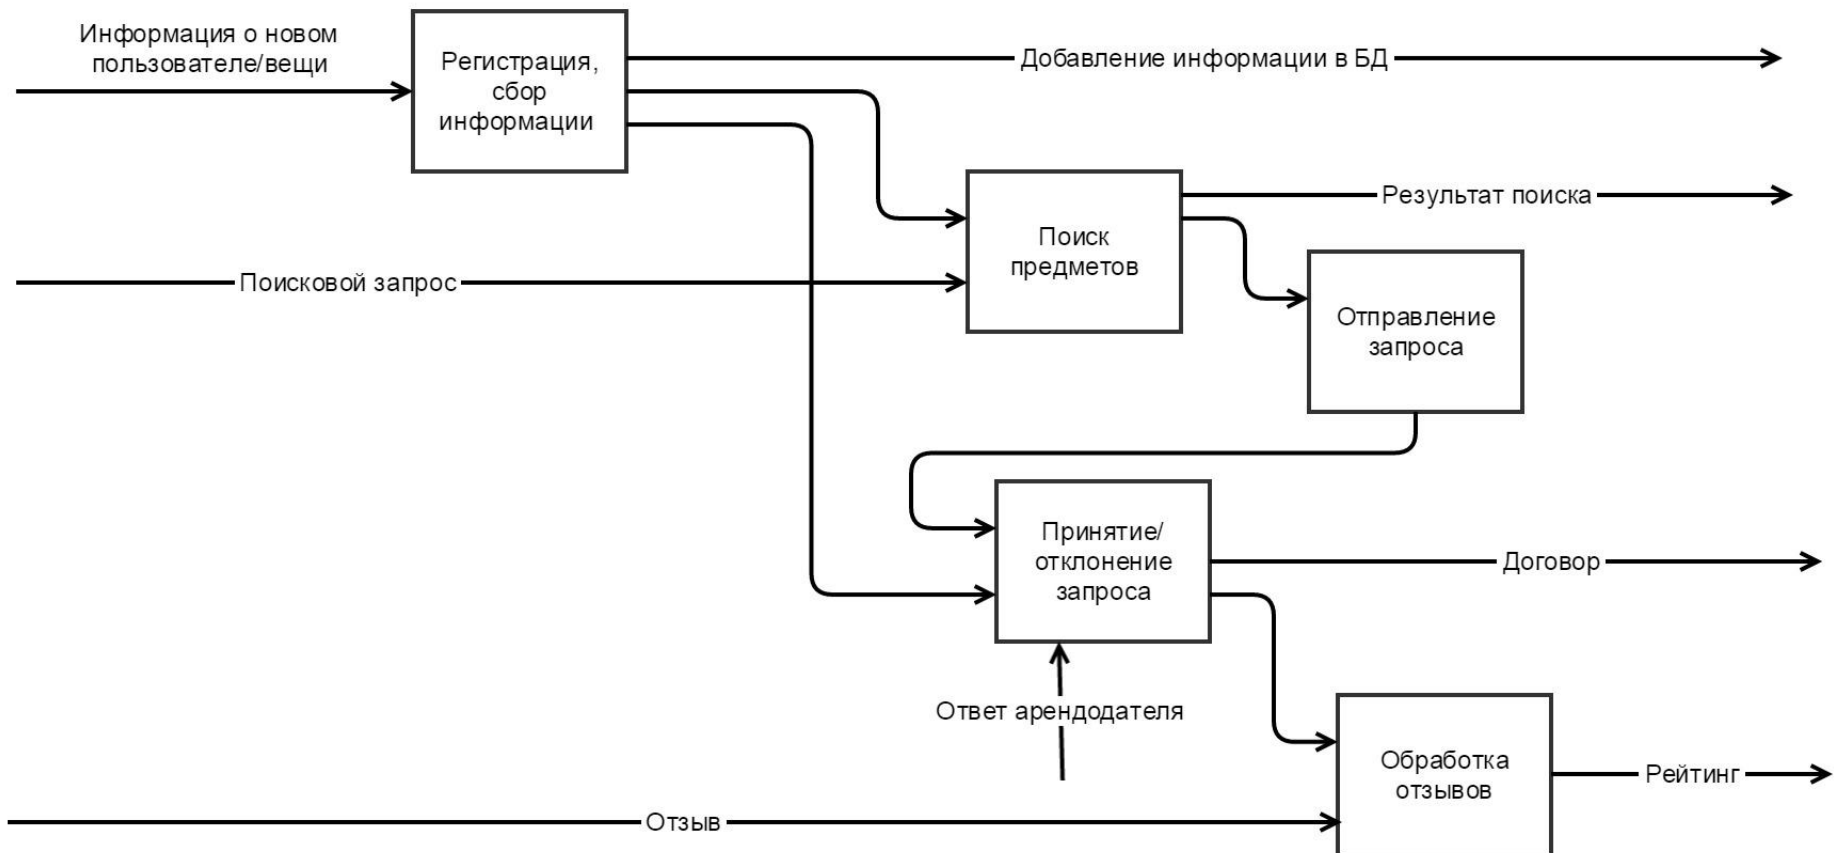 Информация о новом
пользователе/вещи
Регистрация,
сбор
информации
Добавление информации в БД
Результат поиска
Поиск
предметов
Поисковой запрос
Отправление
запроса
Принятие/
отклонение
запроса
Договор
Ответ арендодателя
Обработка
отзывов
Рейтинг
Отзыв